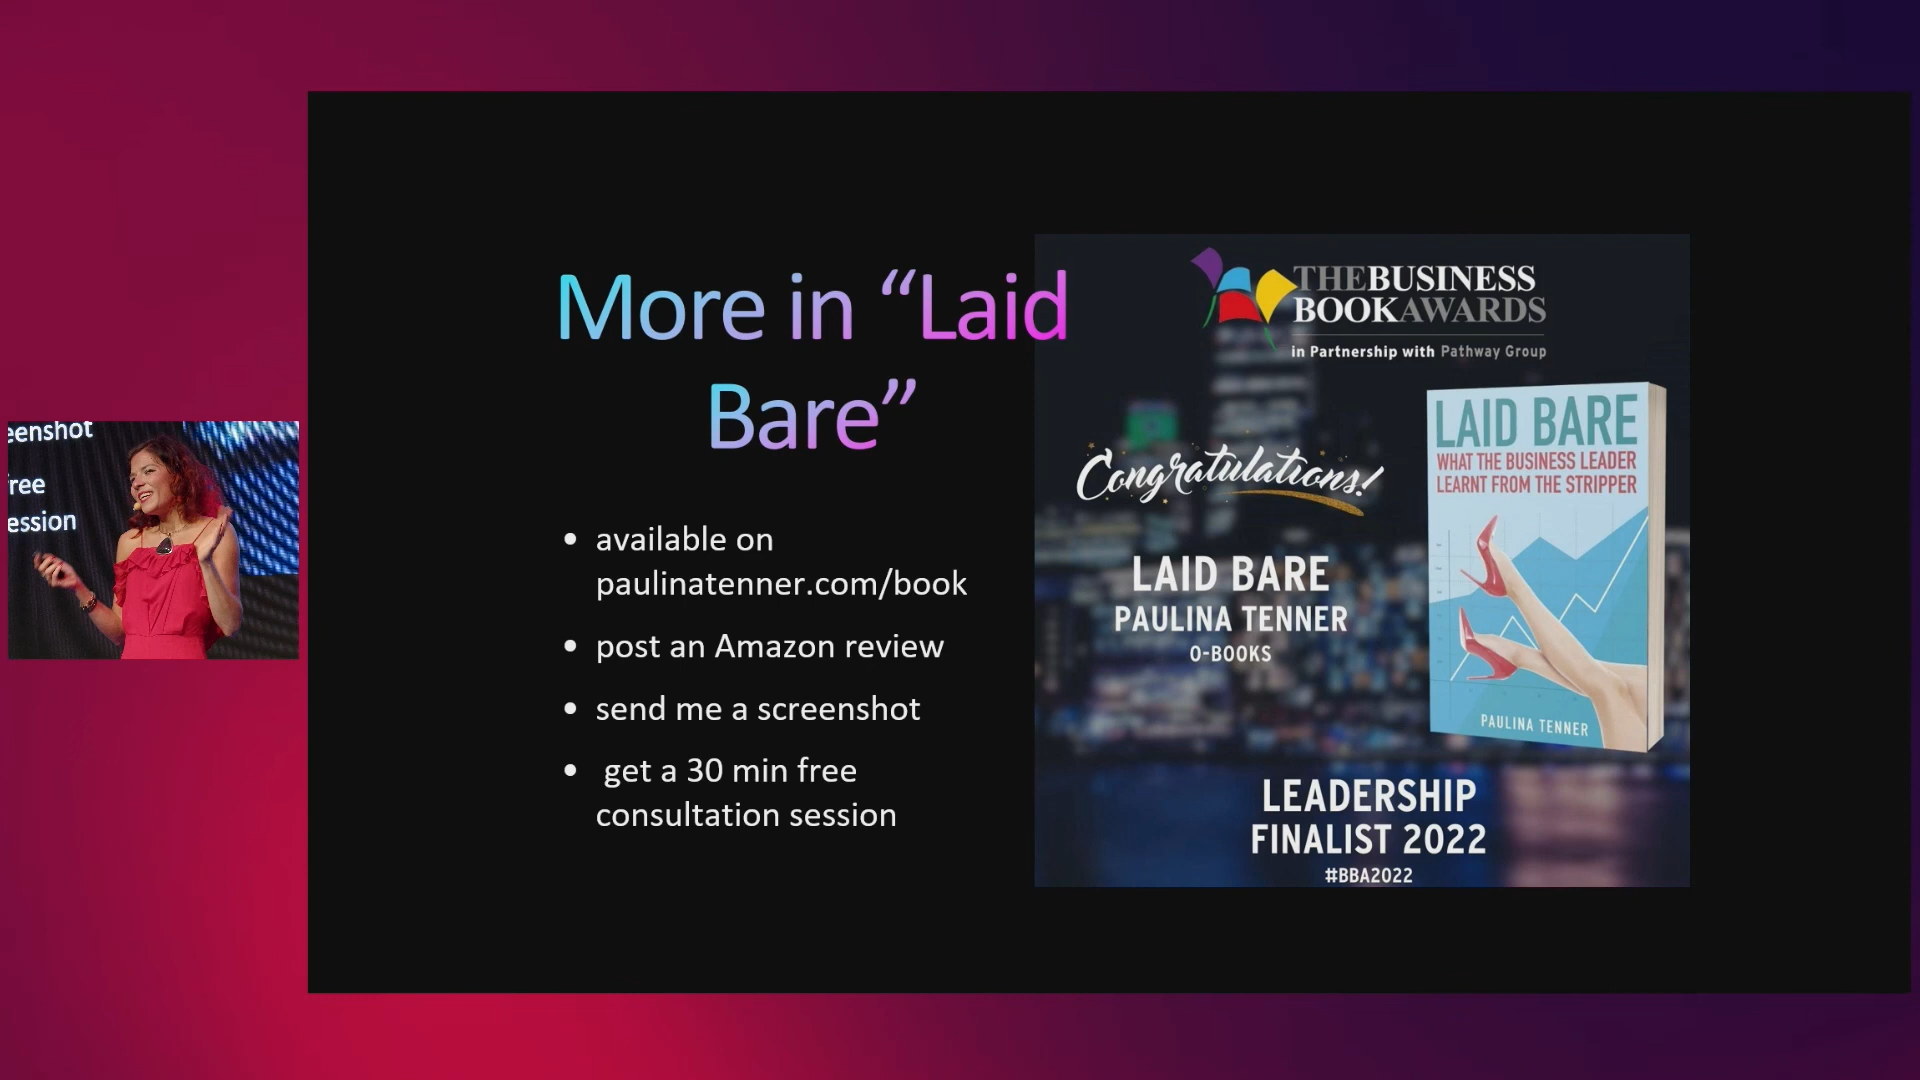 eenshot
ree
ession
More in “Laid
Bare”
• available on
paulinatenner.com/book
• post an Amazon review
• send me a screenshot
• get a 30 min free
consultation session
THEBUSINESS
BOOKAWARDS
in Partnership with Pathway Group
Congratulations!
LAID BARE
PAULINA TENNER
O-BOOKS
LAID BARE
WHAT THE BUSINESS LEADER
LEARNT FROM THE STRIPPER
PAULINA TENNER
LEADERSHIP
FINALIST 2022
#BBA2022